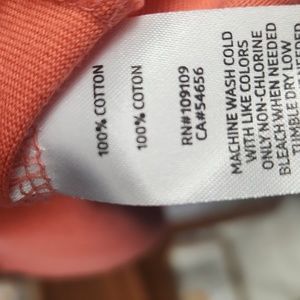 100% COTTON
100% COTON
RN#109109
CA#54656
MACHINE WASH COLD
WITH LIKE COLORS
ONLY NON-CHLORINE
BLEACH WHEN NEEDED
TUMBLE DRY LOW
NEEDED